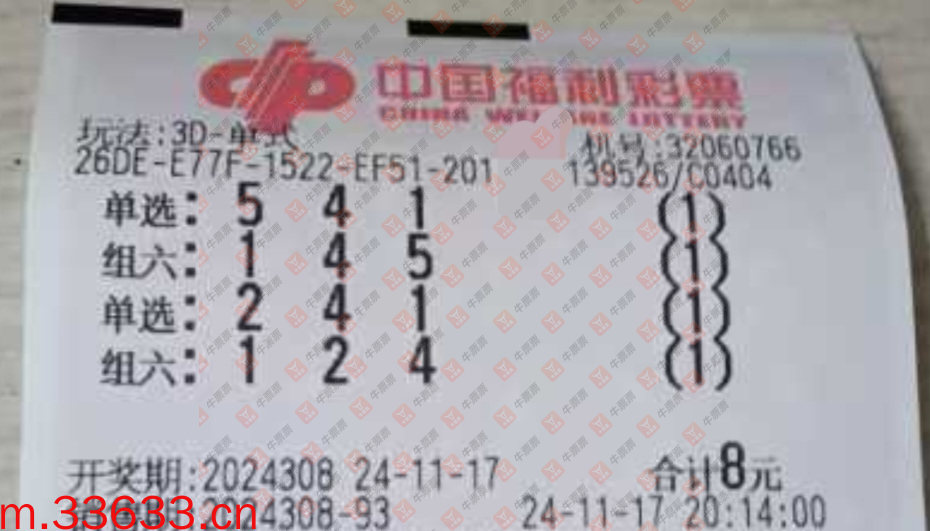 中国福利彩票
CHINA WELFARE LOTTERY
玩法:3D-单式 机号:32060766
26DE-E77F-1522-EF51-201 139526/C0404
单选: 5 4 1 (1)
组六: 1 4 5 (1)
单选: 2 4 1 (1)
组六: 1 2 4 (1)
开奖期:2024308 24-11-17 合计8元
2024308-93 24-11-17 20:14:00
m.33633.cn
牛票票